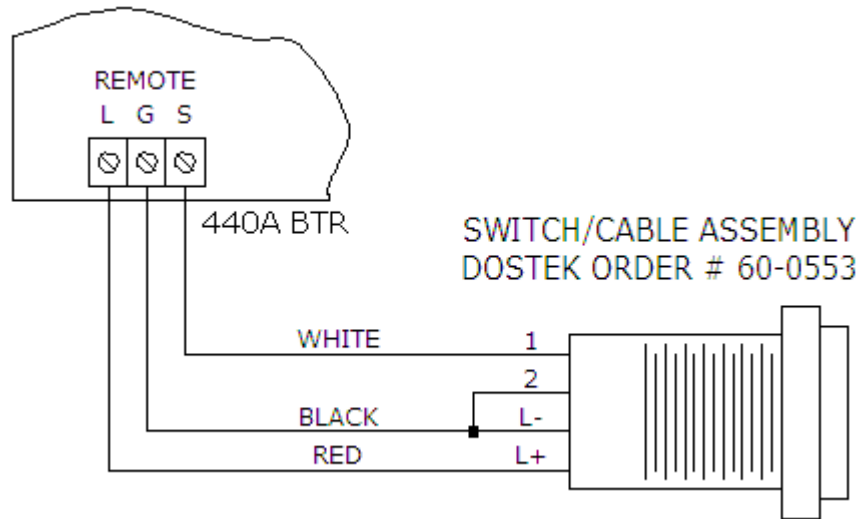 REMOTE
L G S
440A BTR
SWITCH/CABLE ASSEMBLY
DOSTEK ORDER # 60-0553
WHITE 1
2
BLACK L-
RED L+